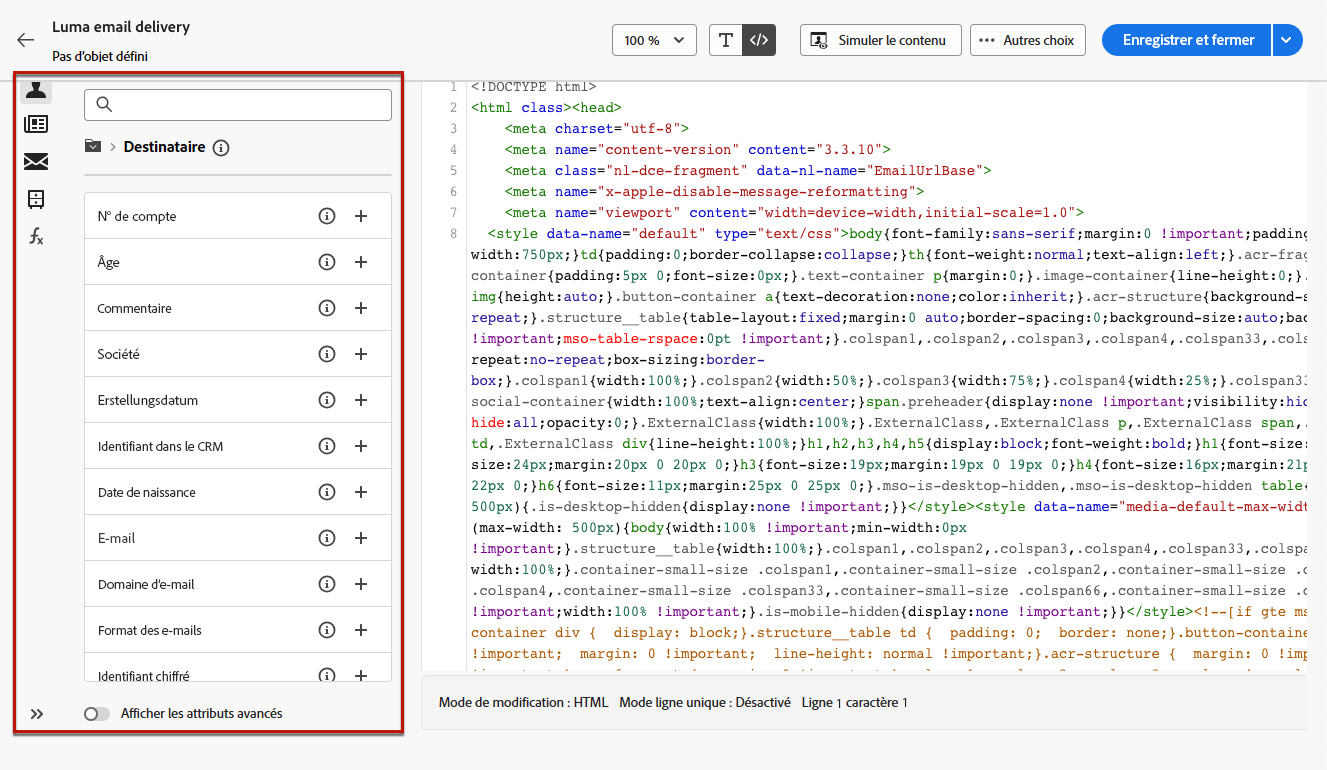 Luma email delivery
Pas d'objet défini
100 %
T
</>
Simuler le contenu
Autres choix
Enregistrer et fermer
Destinataire
N° de compte
Âge
Commentaire
Société
Erstellungsdatum
Identifiant dans le CRM
Date de naissance
E-mail
Domaine d'e-mail
Format des e-mails
Identifiant chiffré
Afficher les attributs avancés
1 <!DOCTYPE html>
2 <html class><head>
3 <meta charset="utf-8">
4 <meta name="content-version" content="3.3.10">
5 <meta class="nl-dce-fragment" data-nl-name="EmailUrlBase">
6 <meta name="x-apple-disable-message-reformatting">
7 <meta name="viewport" content="width=device-width,initial-scale=1.0">
8 <style data-name="default" type="text/css">body{font-family:sans-serif;margin:0 !important;padding
width:750px;}td{padding:0;border-collapse:collapse;}th{font-weight:normal;text-align:left;}.acr-frag
container{padding:5px 0;font-size:0px;}.text-container p{margin:0;}.image-container{line-height:0;}.
img{height:auto;}.button-container a{text-decoration:none;color:inherit;}.acr-structure{background-s
repeat;}.structure__table{table-layout:fixed;margin:0 auto;border-spacing:0;background-size:auto;bac
!important;mso-table-rspace:0pt !important;}.colspan1,.colspan2,.colspan3,.colspan4,.colspan33,.cols
repeat:no-repeat;box-sizing:border-
box;}.colspan1{width:100%;}.colspan2{width:50%;}.colspan3{width:75%;}.colspan4{width:25%;}.colspan33
social-container{width:100%;text-align:center;}span.preheader{display:none !important;visibility:hid
hide:all;opacity:0;}.ExternalClass{width:100%;}.ExternalClass,.ExternalClass p,.ExternalClass span,.
td,.ExternalClass div{line-height:100%;}h1,h2,h3,h4,h5{display:block;font-weight:bold;}h1{font-size:
size:24px;margin:20px 0 20px 0;}h3{font-size:19px;margin:19px 0 19px 0;}h4{font-size:16px;margin:21p
22px 0;}h6{font-size:11px;margin:25px 0 25px 0;}.mso-is-desktop-hidden,.mso-is-desktop-hidden table{
500px){.is-desktop-hidden{display:none !important;}}</style><style data-name="media-default-max-widt
(max-width: 500px){body{width:100% !important;min-width:0px
!important;}.structure__table{width:100%;}.colspan1,.colspan2,.colspan3,.colspan4,.colspan33,.colspa
width:100%;}.container-small-size .colspan1,.container-small-size .colspan2,.container-small-size .c
.colspan4,.container-small-size .colspan33,.container-small-size .colspan66,.container-small-size .c
!important;width:100% !important;}.is-mobile-hidden{display:none !important;}}</style><!--[if gte ms
container div { display: block;}.structure__table td { padding: 0; border: none;}.button-containe
!important; margin: 0 !important; line-height: normal !important;}.acr-structure { margin: 0 !imp
Mode de modification : HTML Mode ligne unique : Désactivé Ligne 1 caractère 1